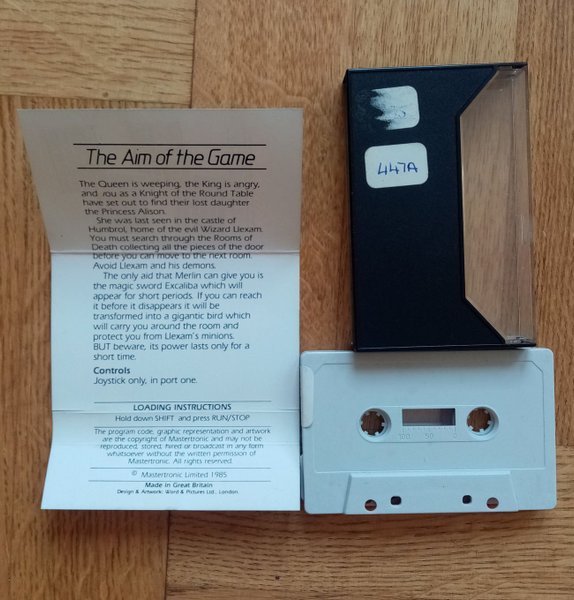 The Aim of the Game
The Queen is weeping, the King is angry,
and you as a Knight of the Round Table
have set out to find their lost daughter
the Princess Alison.
She was last seen in the castle of
Humbrol, home of the evil Wizard Llexam.
You must search through the Rooms of
Death collecting all the pieces of the door
before you can move to the next room.
Avoid Llexam and his demons.
The only aid that Merlin can give you is
the magic sword Excaliba which will
appear for short periods. If you can reach
it before it disappears it will be
transformed into a gigantic bird which
will carry you around the room and
protect you from Llexam's minions.
BUT beware, its power lasts only for a
short time.
Controls
Joystick only, in port one.
LOADING INSTRUCTIONS
Hold down SHIFT and press RUN/STOP
The program code, graphic representation and artwork
are the copyright of Mastertronic and may not be
reproduced, stored, hired or broadcast in any form
whatsoever without the written permission of
Mastertronic. All rights reserved.
© Mastertronic Limited 1985
Made in Great Britain
Design & Artwork: Word & Pictures Ltd., London
447A
100 50 0